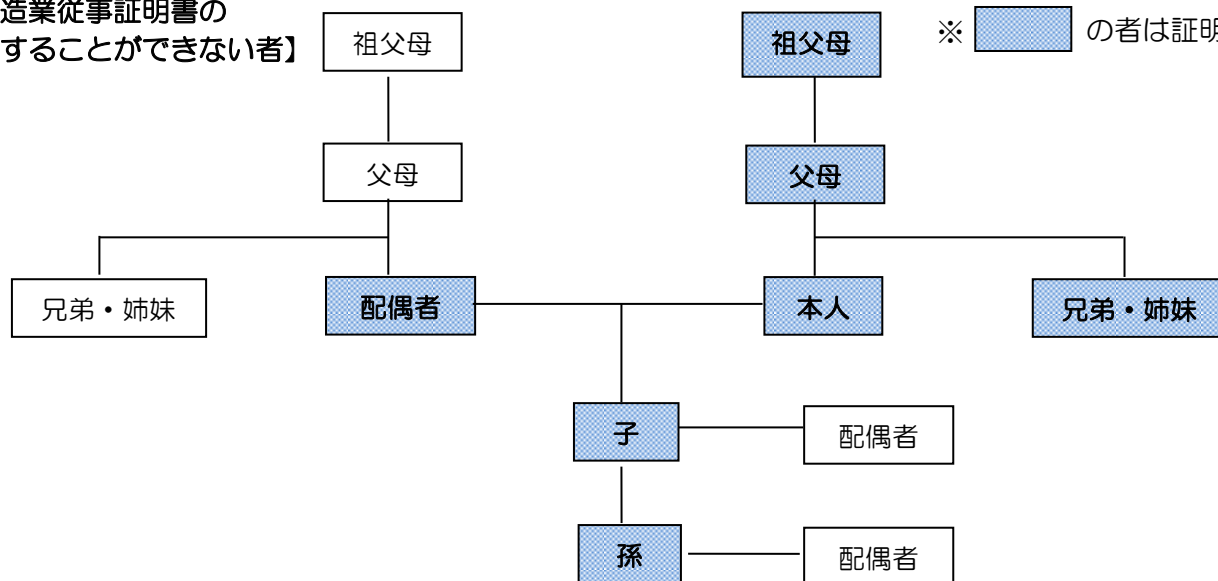 造業従事証明書の
することができない者】
※ の者は証明
祖父母
祖父母
父母
父母
兄弟・姉妹
配偶者
本人
兄弟・姉妹
子
配偶者
孫
配偶者